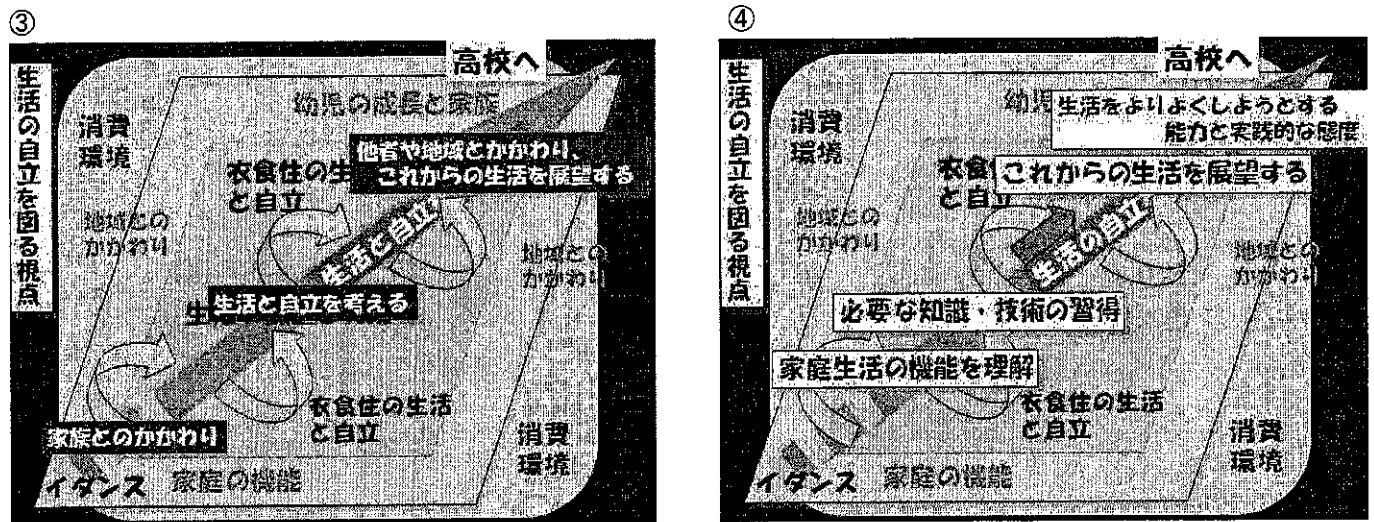 ③
高校へ
生活の自立を図る視点
幼児の成長と家族
消費
環境
他者や地域とかかわり、
これからの生活を展望する
衣食住の生
と自立
地域との
かかわり
生活と自立
地域との
かかわり
生活と自立を考える
衣食住の生活
と自立
家族とのかかわり
消費
環境
イダンス
家庭の機能
④
高校へ
生活の自立を図る視点
幼児
生活をよりよくしようとする
能力と実践的な態度
消費
環境
これからの生活を展望する
衣食
と自立
地域との
かかわり
生活の自立
地域との
かかわり
必要な知識・技術の習得
家庭生活の機能を理解
衣食住の生活
と自立
消費
環境
イダンス
家庭の機能